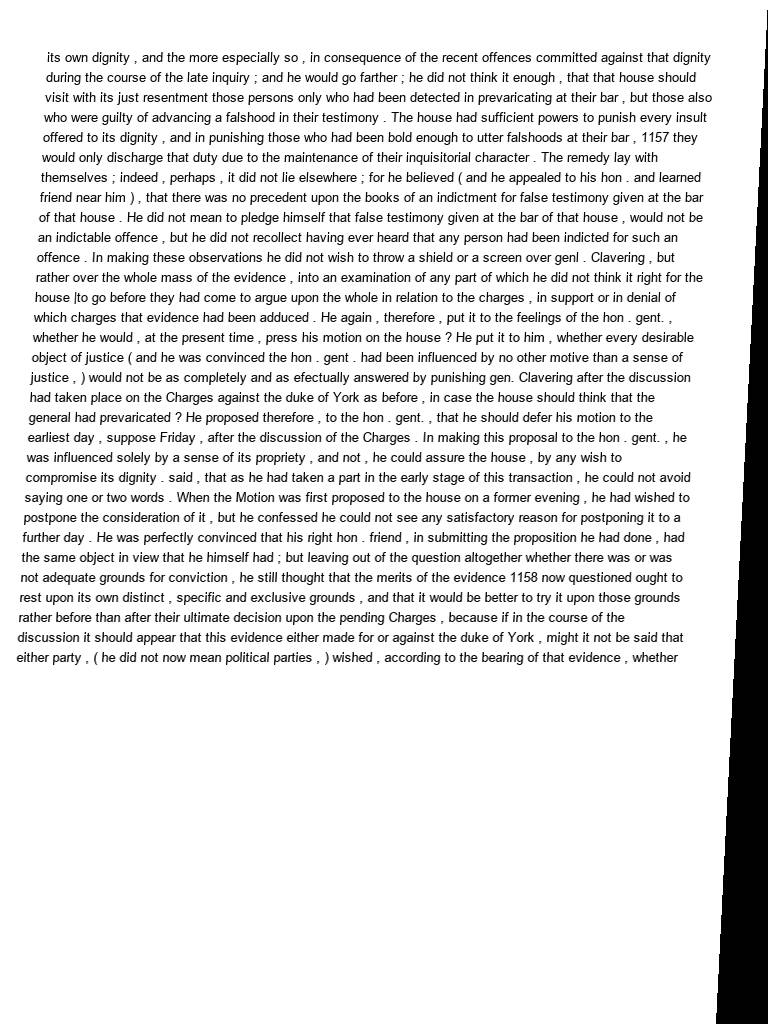 its own dignity , and the more especially so , in consequence of the recent offences committed against that dignity
during the course of the late inquiry ; and he would go farther ; he did not think it enough , that that house should
visit with its just resentment those persons only who had been detected in prevaricating at their bar , but those also
who were guilty of advancing a falshood in their testimony . The house had sufficient powers to punish every insult
offered to its dignity , and in punishing those who had been bold enough to utter falshoods at their bar , 1157 they
would only discharge that duty due to the maintenance of their inquisitorial character . The remedy lay with
themselves ; indeed , perhaps , it did not lie elsewhere ; for he believed ( and he appealed to his hon . and learned
friend near him ) , that there was no precedent upon the books of an indictment for false testimony given at the bar
of that house . He did not mean to pledge himself that false testimony given at the bar of that house , would not be
an indictable offence , but he did not recollect having ever heard that any person had been indicted for such an
offence . In making these observations he did not wish to throw a shield or a screen over genl . Clavering , but
rather over the whole mass of the evidence , into an examination of any part of which he did not think it right for the
house |to go before they had come to argue upon the whole in relation to the charges , in support or in denial of
which charges that evidence had been adduced . He again , therefore , put it to the feelings of the hon . gent. ,
whether he would , at the present time , press his motion on the house ? He put it to him , whether every desirable
object of justice ( and he was convinced the hon . gent . had been influenced by no other motive than a sense of
justice , ) would not be as completely and as efectually answered by punishing gen. Clavering after the discussion
had taken place on the Charges against the duke of York as before , in case the house should think that the
general had prevaricated ? He proposed therefore , to the hon . gent. , that he should defer his motion to the
earliest day , suppose Friday , after the discussion of the Charges . In making this proposal to the hon . gent. , he
was influenced solely by a sense of its propriety , and not , he could assure the house , by any wish to
compromise its dignity . said , that as he had taken a part in the early stage of this transaction , he could not avoid
saying one or two words . When the Motion was first proposed to the house on a former evening , he had wished to
postpone the consideration of it , but he confessed he could not see any satisfactory reason for postponing it to a
further day . He was perfectly convinced that his right hon . friend , in submitting the proposition he had done , had
the same object in view that he himself had ; but leaving out of the question altogether whether there was or was
not adequate grounds for conviction , he still thought that the merits of the evidence 1158 now questioned ought to
rest upon its own distinct , specific and exclusive grounds , and that it would be better to try it upon those grounds
rather before than after their ultimate decision upon the pending Charges , because if in the course of the
discussion it should appear that this evidence either made for or against the duke of York , might it not be said that
either party , ( he did not now mean political parties , ) wished , according to the bearing of that evidence , whether